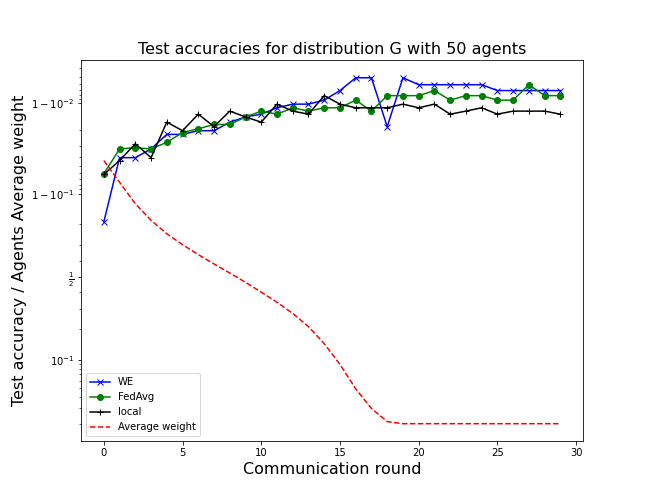 Test accuracies for distribution G with 50 agents
Test accuracy / Agents Average weight
1 − 10⁻²
1 − 10⁻¹
½
10⁻¹
WE
FedAvg
local
Average weight
0 5 10 15 20 25 30
Communication round